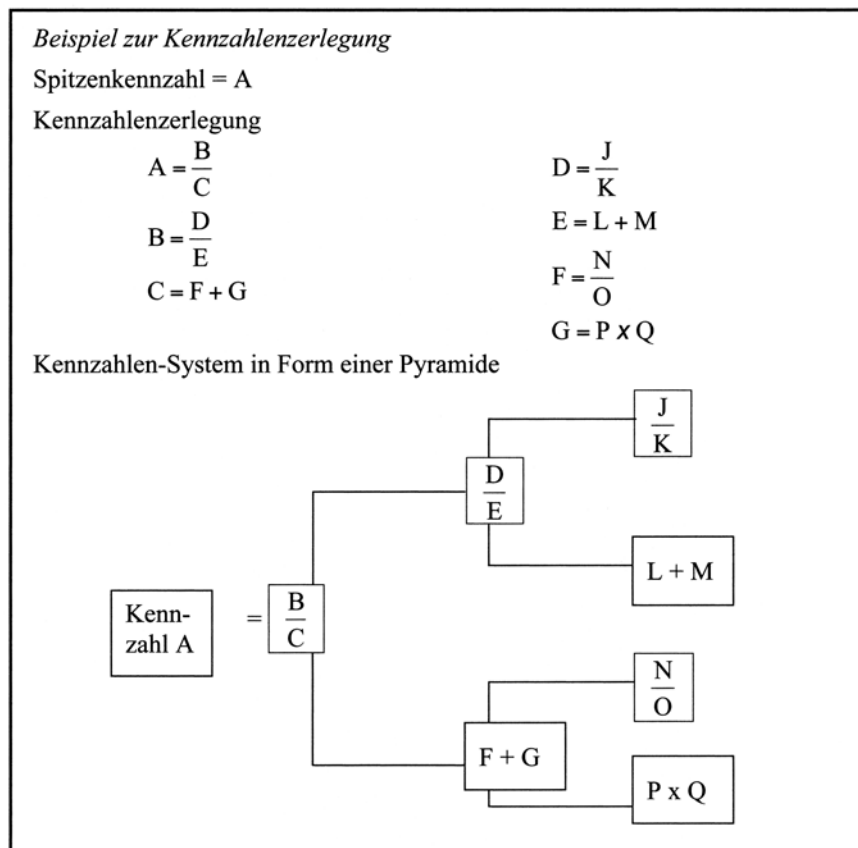 Beispiel zur Kennzahlenzerlegung
Spitzenkennzahl = A
Kennzahlenzerlegung
A = B/C
B = D/E
C = F + G
D = J/K
E = L + M
F = N/O
G = P x Q
Kennzahlen-System in Form einer Pyramide
Kenn-
zahl A
= B/C
D/E
J/K
L + M
F + G
N/O
P x Q